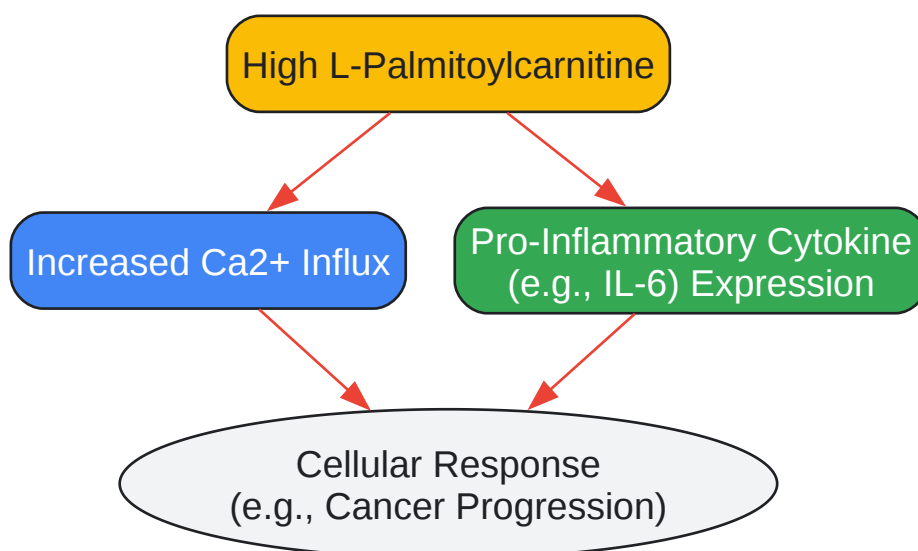 High L-Palmitoylcarnitine
Increased Ca2+ Influx
Pro-Inflammatory Cytokine
(e.g., IL-6) Expression
Cellular Response
(e.g., Cancer Progression)